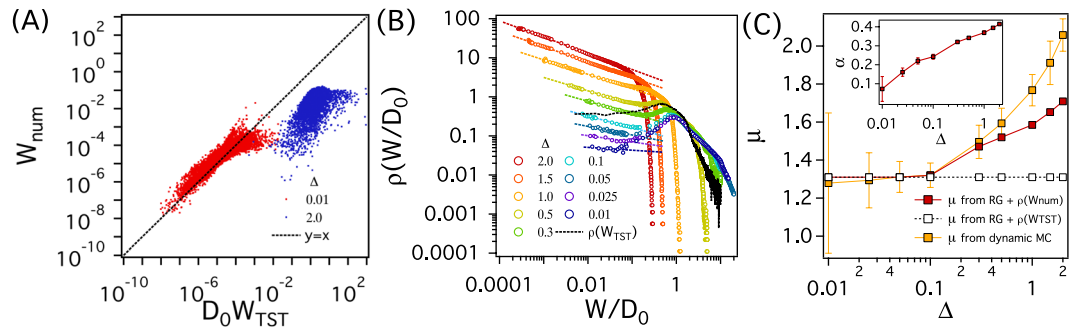 (A)
10^2
10^0
10^-2
10^-4
10^-6
10^-8
10^-10
W_num
Δ
0.01
2.0
y=x
10^-10 10^-6 10^-2 10^2
D_0W_TST
(B)
100
10
1
0.1
0.01
0.001
0.0001
ρ(W/D_0)
Δ
2.0 0.1
1.5 0.05
1.0 0.025
0.5 0.01
0.3 ρ(W_TST)
0.0001 0.01 1
W/D_0
(C)
2.0
1.8
1.6
1.4
1.2
1.0
μ
0.4
0.3
0.2
0.1
α
0.01 0.1 1
Δ
μ from RG + ρ(Wnum)
μ from RG + ρ(WTST)
μ from dynamic MC
0.01 2 4 0.1 2 4 1 2
Δ